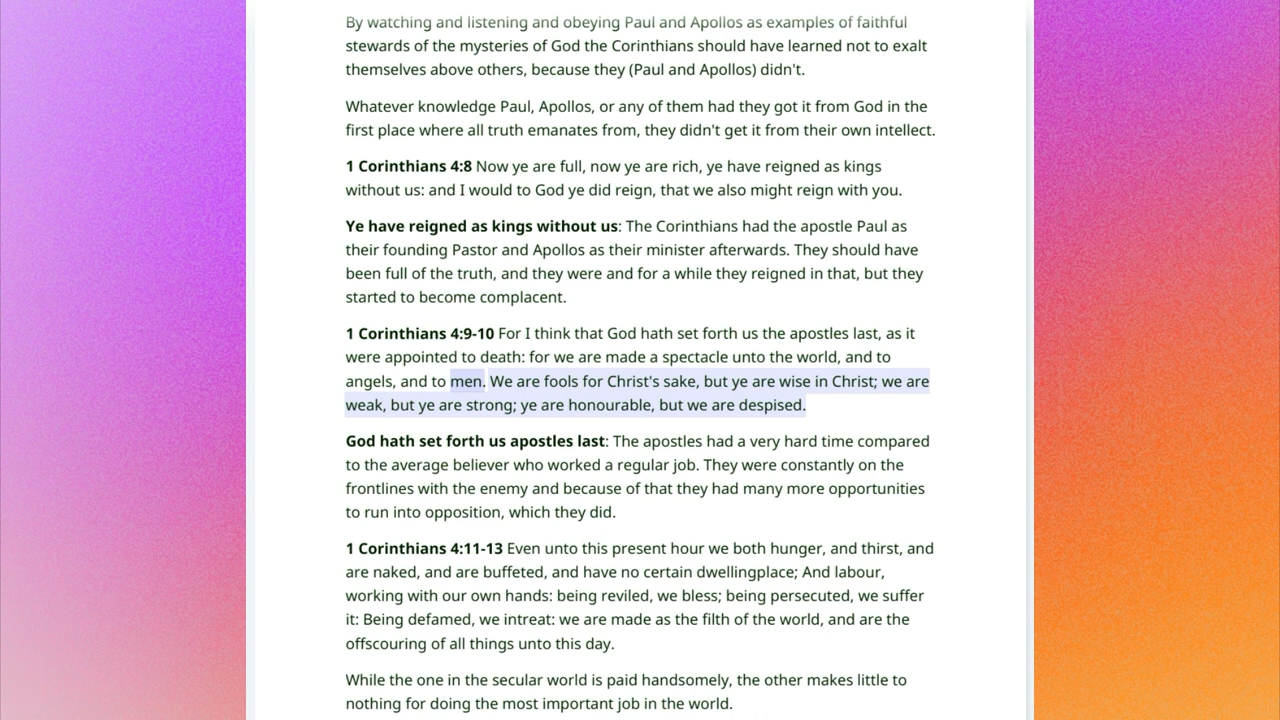 By watching and listening and obeying Paul and Apollos as examples of faithful
stewards of the mysteries of God the Corinthians should have learned not to exalt
themselves above others, because they (Paul and Apollos) didn't.
Whatever knowledge Paul, Apollos, or any of them had they got it from God in the
first place where all truth emanates from, they didn't get it from their own intellect.
1 Corinthians 4:8 Now ye are full, now ye are rich, ye have reigned as kings
without us: and I would to God ye did reign, that we also might reign with you.
Ye have reigned as kings without us: The Corinthians had the apostle Paul as
their founding Pastor and Apollos as their minister afterwards. They should have
been full of the truth, and they were and for a while they reigned in that, but they
started to become complacent.
1 Corinthians 4:9-10 For I think that God hath set forth us the apostles last, as it
were appointed to death: for we are made a spectacle unto the world, and to
angels, and to men. We are fools for Christ's sake, but ye are wise in Christ; we are
weak, but ye are strong; ye are honourable, but we are despised.
God hath set forth us apostles last: The apostles had a very hard time compared
to the average believer who worked a regular job. They were constantly on the
frontlines with the enemy and because of that they had many more opportunities
to run into opposition, which they did.
1 Corinthians 4:11-13 Even unto this present hour we both hunger, and thirst, and
are naked, and are buffeted, and have no certain dwellingplace; And labour,
working with our own hands: being reviled, we bless; being persecuted, we suffer
it: Being defamed, we intreat: we are made as the filth of the world, and are the
offscouring of all things unto this day.
While the one in the secular world is paid handsomely, the other makes little to
nothing for doing the most important job in the world.